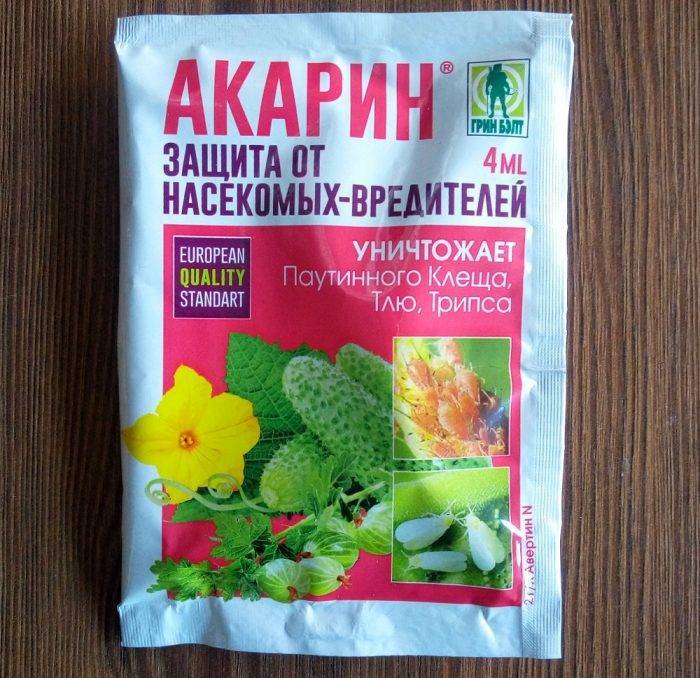 АКАРИН®
ГРИН БЭЛТ
ЗАЩИТА ОТ
4ML
НАСЕКОМЫХ-ВРЕДИТЕЛЕЙ
EUROPEAN
QUALITY
STANDART
УНИЧТОЖАЕТ
Паутинного Клеща,
Тлю, Трипса
Авертин N